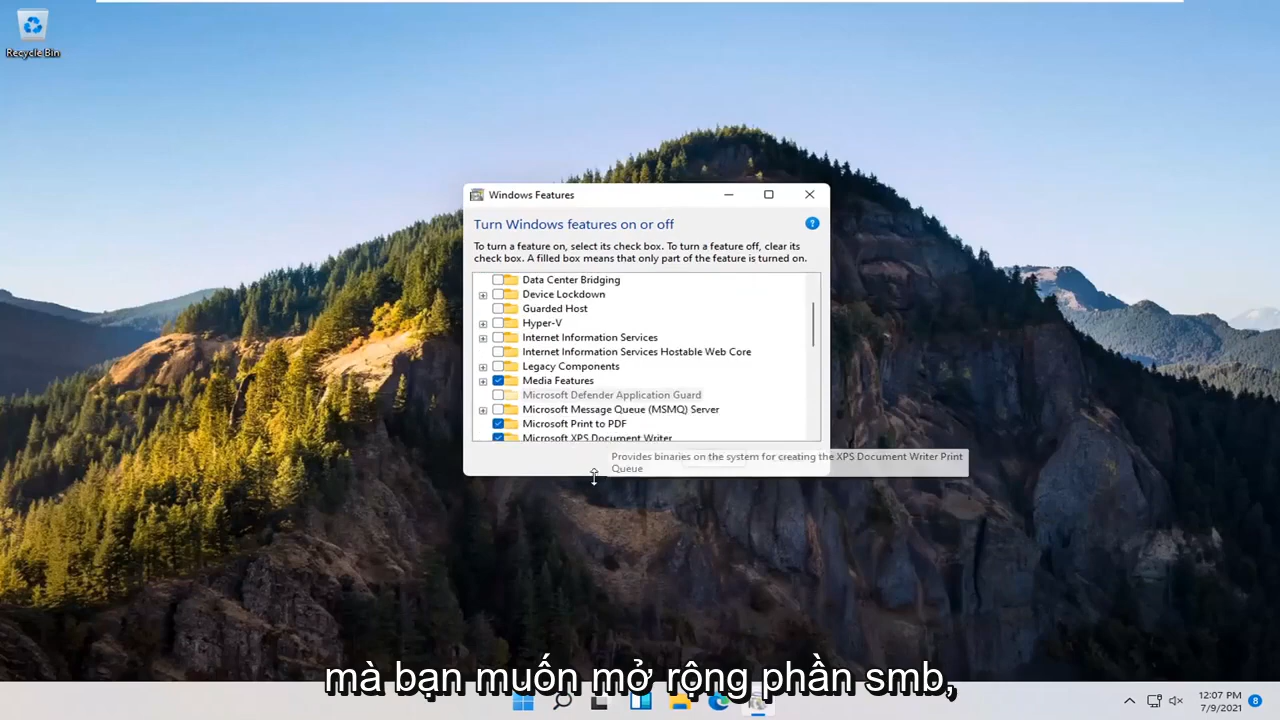 Recycle Bin
Windows Features
Turn Windows features on or off
To turn a feature on, select its check box. To turn a feature off, clear its
check box. A filled box means that only part of the feature is turned on.
Data Center Bridging
Device Lockdown
Guarded Host
Hyper-V
Internet Information Services
Internet Information Services Hostable Web Core
Legacy Components
Media Features
Microsoft Defender Application Guard
Microsoft Message Queue (MSMQ) Server
Microsoft Print to PDF
Microsoft XPS Document Writer
Provides binaries on the system for creating the XPS Document Writer Print
Queue
mà bạn muốn mở rộng phần smb,
12:07 PM
7/9/2021
8